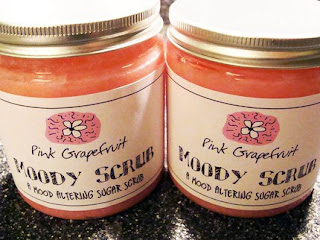 Pink Grapefruit
MOODY SCRUB
A MOOD ALTERING SUGAR SCRUB
Pink Grapefruit
MOODY SCRUB
A MOOD ALTERING SUGAR SCRUB